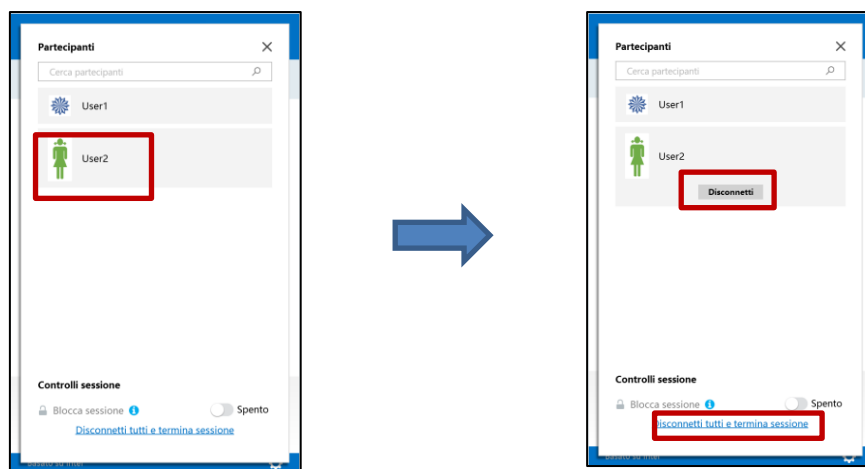 Partecipanti
Cerca partecipanti
User1
User2
Controlli sessione
Blocca sessione
Spento
Disconnetti tutti e termina sessione
Partecipanti
Cerca partecipanti
User1
User2
Disconnetti
Controlli sessione
Blocca sessione
Spento
Disconnetti tutti e termina sessione